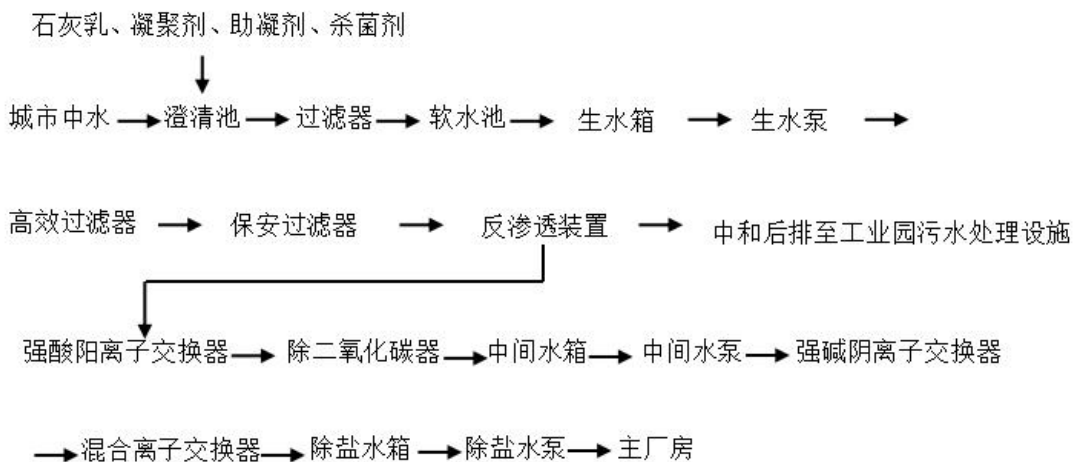 石灰乳、凝聚剂、助凝剂、杀菌剂
城市中水 澄清池 过滤器 软水池 生水箱 生水泵
高效过滤器 保安过滤器 反渗透装置 中和后排至工业园污水处理设施
强酸阳离子交换器 除二氧化碳器 中间水箱 中间水泵 强碱阴离子交换器
混合离子交换器 除盐水箱 除盐水泵 主厂房